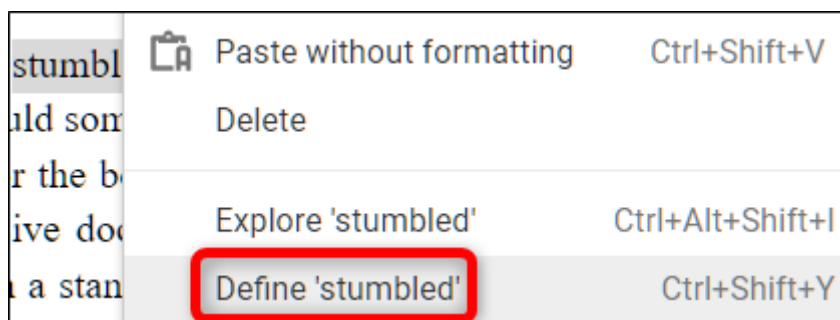 stumbl
Paste without formatting Ctrl+Shift+V
uld som
Delete
r the b
ive do
Explore 'stumbled' Ctrl+Alt+Shift+I
a stan
Define 'stumbled' Ctrl+Shift+Y